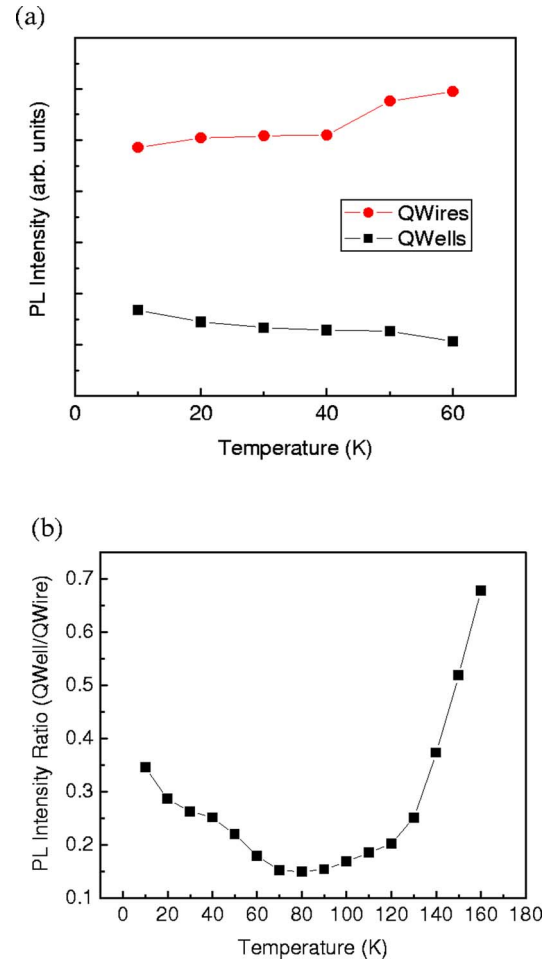 (a)
PL Intensity (arb. units)
QWires
QWells
0 20 40 60
Temperature (K)
(b)
PL Intensity Ratio (QWell/QWire)
0.7
0.6
0.5
0.4
0.3
0.2
0.1
0 20 40 60 80 100 120 140 160 180
Temperature (K)